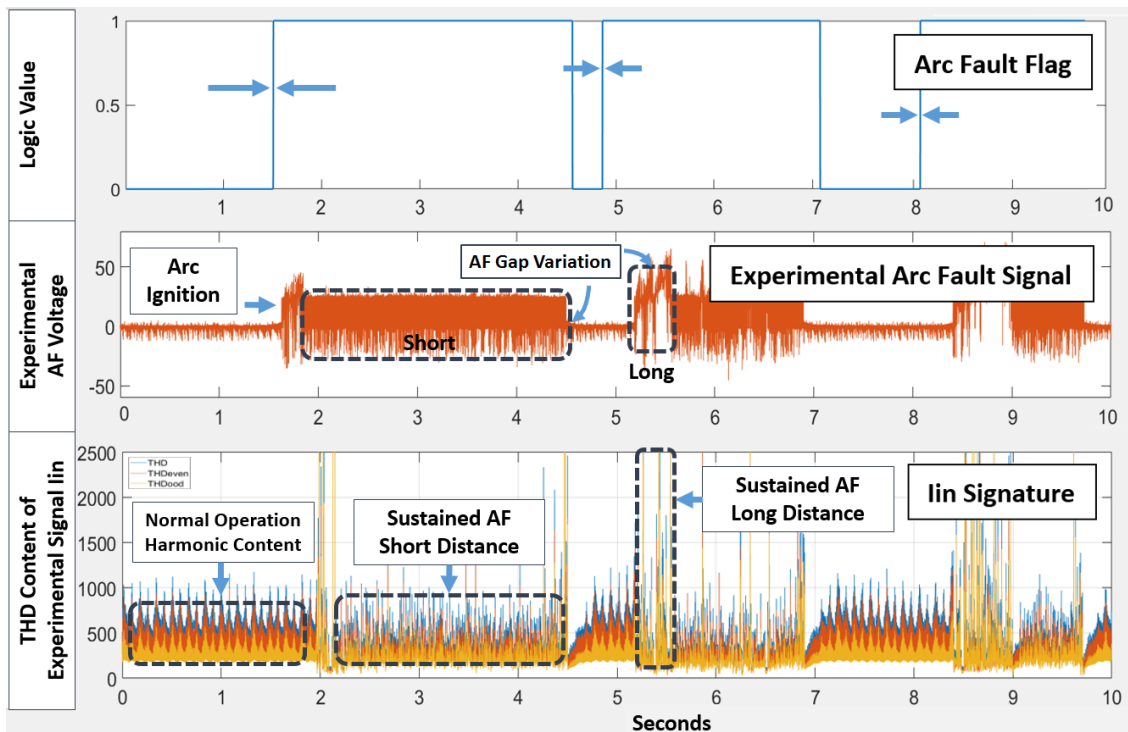 Logic Value
1
0.5
0
Arc Fault Flag
1
2
3
4
5
6
7
8
9
10
Experimental
AF Voltage
50
0
-50
Arc
Ignition
AF Gap Variation
Experimental Arc Fault Signal
Short
Long
0
1
2
3
4
5
6
7
8
9
10
THD Content of
Experimental Signal Iin
2500
2000
1500
1000
500
0
THD
THDeven
THDood
Normal Operation
Harmonic Content
Sustained AF
Short Distance
Sustained AF
Long Distance
Iin Signature
0
1
2
3
4
5
6
7
8
9
10
Seconds